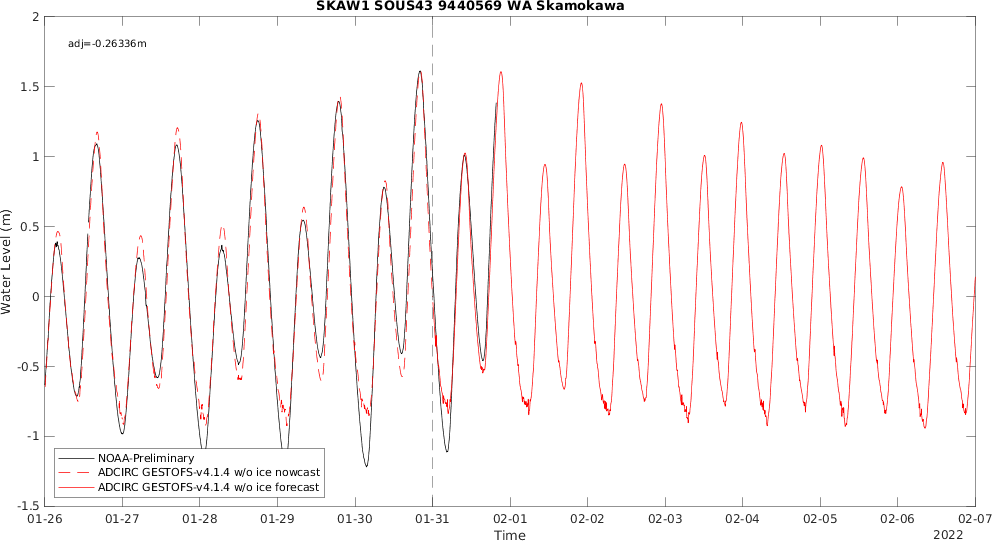 SKAW1 SOUS43 9440569 WA Skamokawa
adj=-0.26336m
Water Level (m)
2
1.5
1
0.5
0
-0.5
-1
-1.5
NOAA-Preliminary
ADCIRC GESTOFS-v4.1.4 w/o ice nowcast
ADCIRC GESTOFS-v4.1.4 w/o ice forecast
01-26 01-27 01-28 01-29 01-30 01-31 02-01 02-02 02-03 02-04 02-05 02-06 02-07
Time
2022